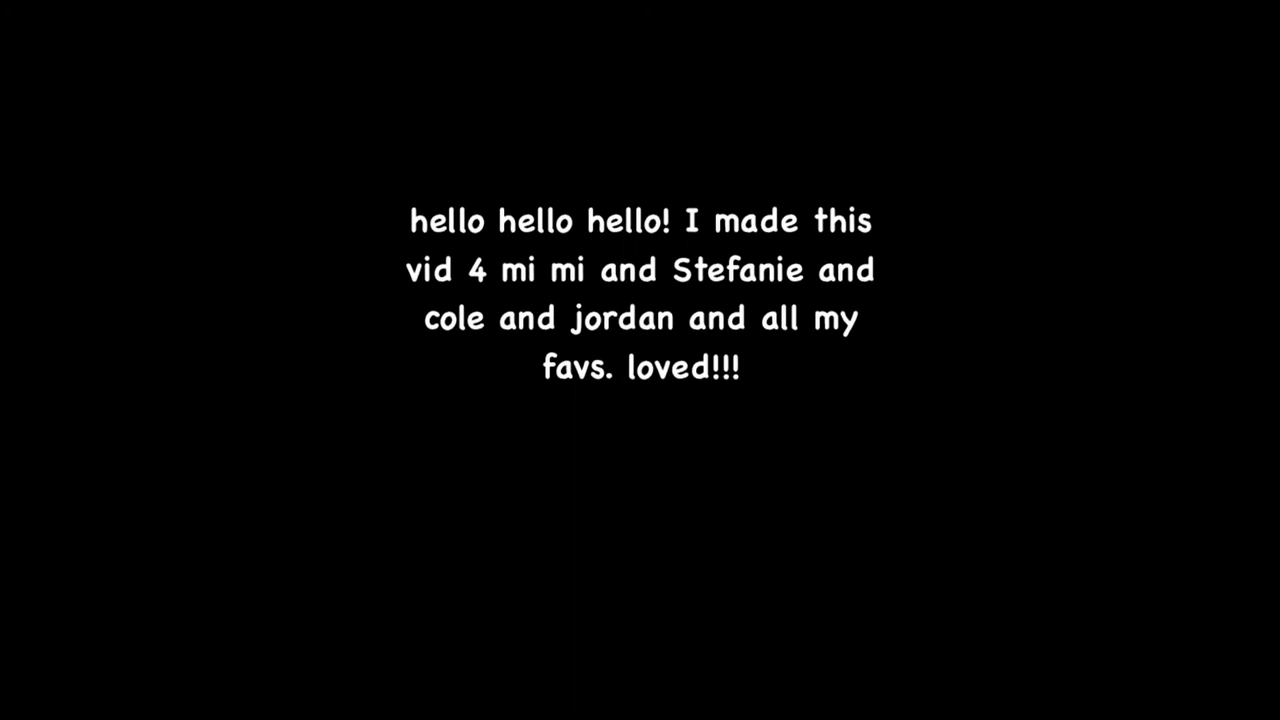 hello hello hello! I made this
vid 4 mi mi and Stefanie and
cole and jordan and all my
favs. loved!!!